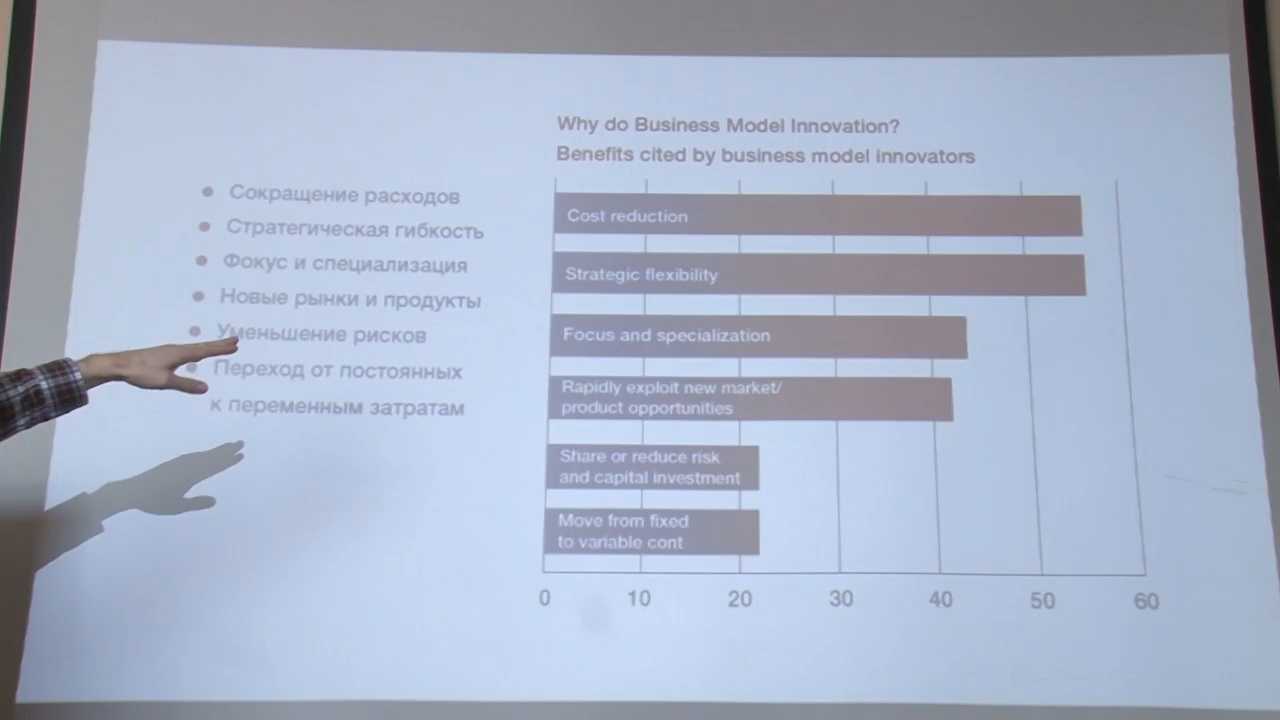 Why do Business Model Innovation?
Benefits cited by business model innovators
Сокращение расходов
Стратегическая гибкость
Фокус и специализация
Новые рынки и продукты
Уменьшение рисков
Переход от постоянных
к переменным затратам
Cost reduction
Strategic flexibility
Focus and specialization
Rapidly exploit new market/
product opportunities
Share or reduce risk
and capital investment
Move from fixed
to variable cont
0 10 20 30 40 50 60